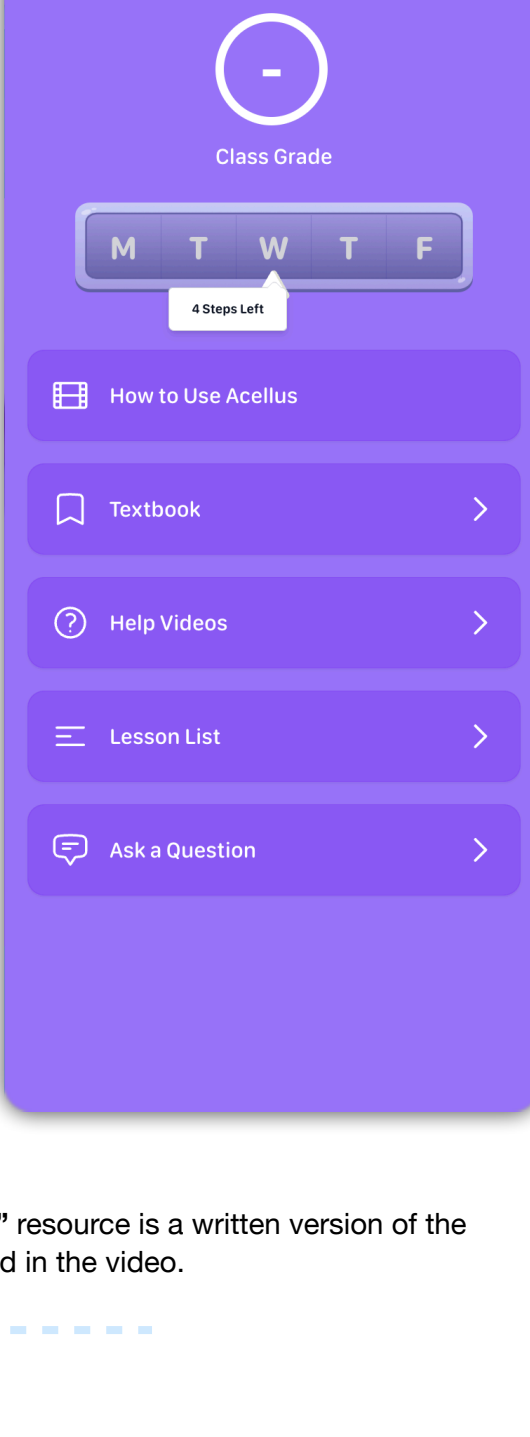 -
Class Grade
M T W T F
4 Steps Left
How to Use Acellus
Textbook
Help Videos
Lesson List
Ask a Question
” resource is a written version of the
d in the video.